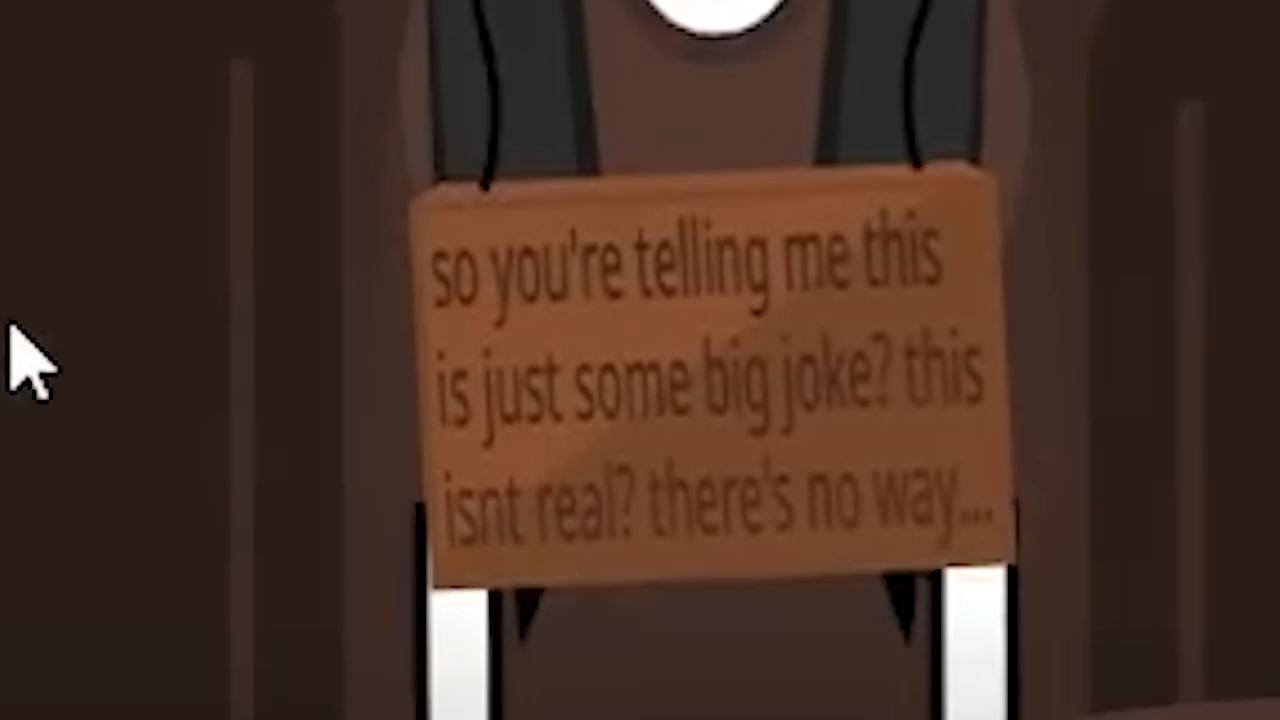 so you're telling me this
is just some big joke? this
isnt real? there's no way...